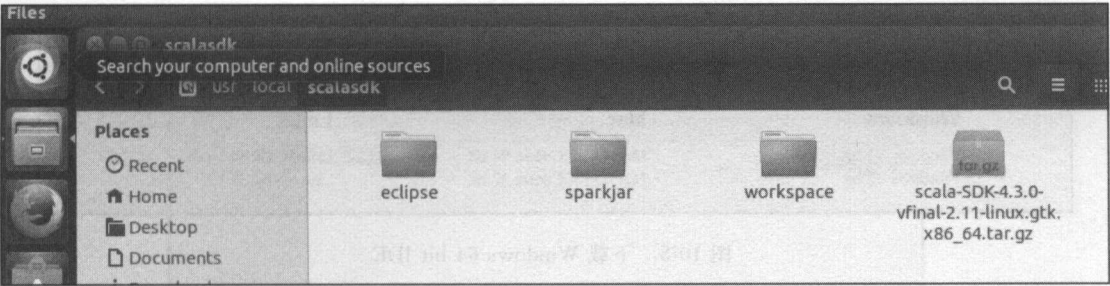 Files
scalasdk
Search your computer and online sources
usr local scalasdk
Places
Recent
Home
Desktop
Documents
eclipse
sparkjar
workspace
tar.gz
scala-SDK-4.3.0-
vfinal-2.11-linux.gtk.
x86_64.tar.gz